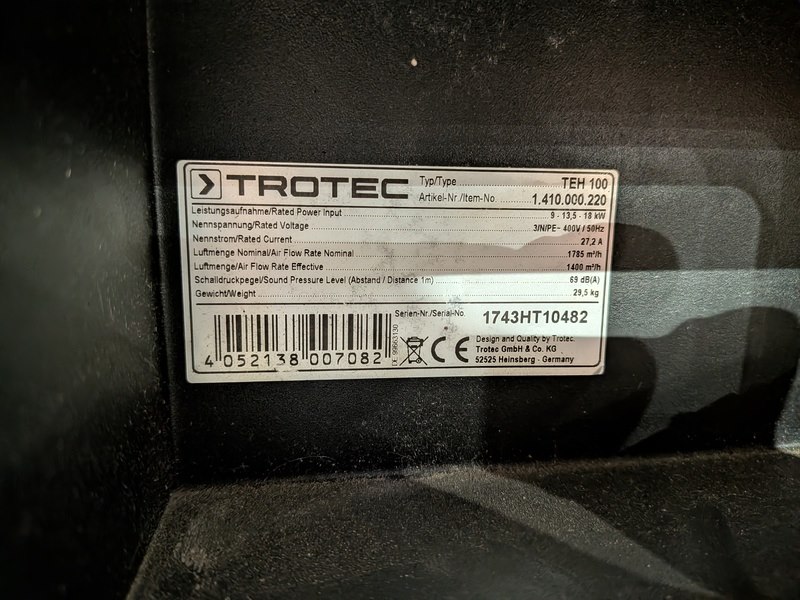 TROTEC
Typ/Type TEH 100
Artikel-Nr./Item-No. 1.410.000.220
Leistungsaufnahme/Rated Power Input 9 - 13,5 - 18 kW
Nennspannung/Rated Voltage 3/N/PE~ 400V / 50Hz
Nennstrom/Rated Current 27,2 A
Luftmenge Nominal/Air Flow Rate Nominal 1785 m³/h
Luftmenge/Air Flow Rate Effective 1400 m³/h
Schalldruckpegel/Sound Pressure Level (Abstand / Distance 1m) 69 dB(A)
Gewicht/Weight 29,5 kg
Serien-Nr./Serial-No. 1743HT10482
4 052138 007082
DE 99863130
CE
Design and Quality by Trotec.
Trotec GmbH & Co. KG
52525 Heinsberg - Germany